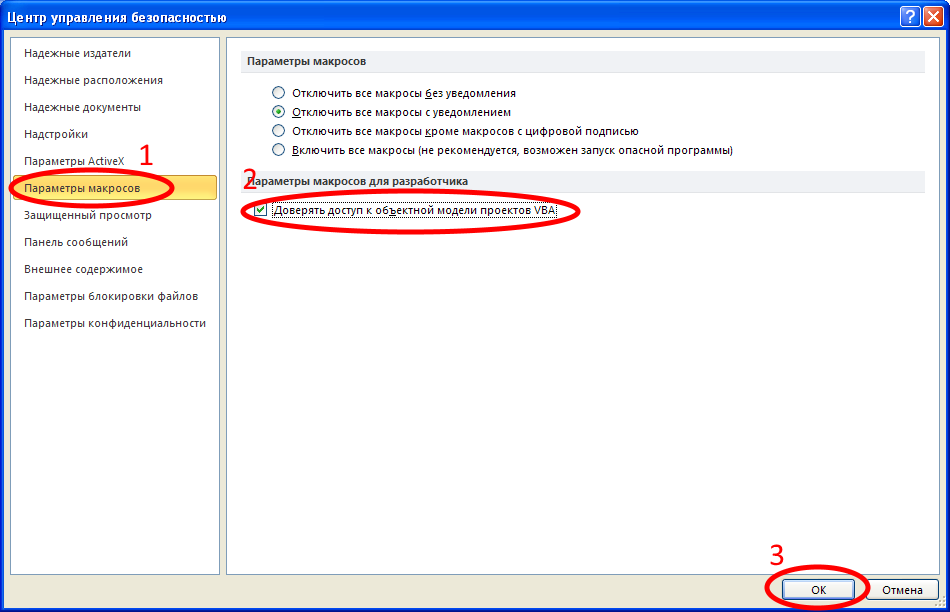 Центр управления безопасностью
Надежные издатели
Надежные расположения
Надежные документы
Надстройки
Параметры ActiveX
1
Параметры макросов
Защищенный просмотр
Панель сообщений
Внешнее содержимое
Параметры блокировки файлов
Параметры конфиденциальности
Параметры макросов
Отключить все макросы без уведомления
Отключить все макросы с уведомлением
Отключить все макросы кроме макросов с цифровой подписью
Включить все макросы (не рекомендуется, возможен запуск опасной программы)
2
Параметры макросов для разработчика
Доверять доступ к объектной модели проектов VBA
3
ОК
Отмена